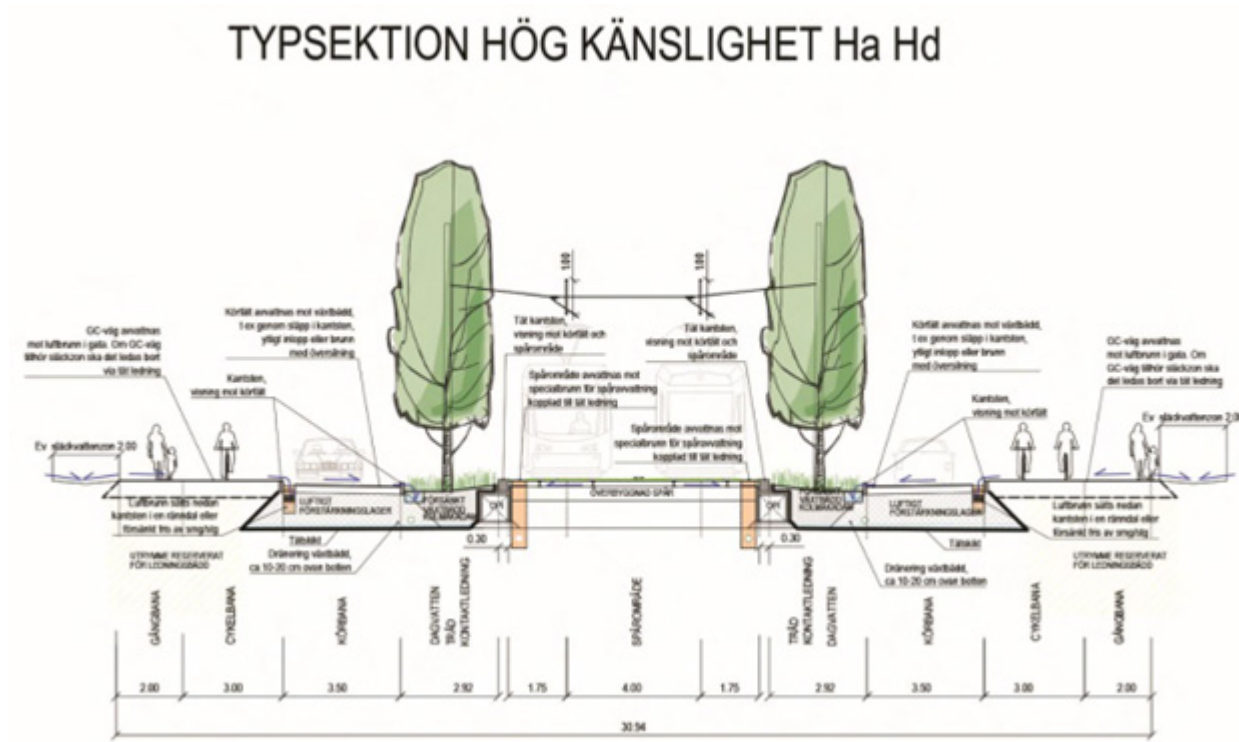 TYPSEKTION HÖG KÄNSLIGHET Ha Hd
1.00
1.00
Körfält avvattnas mot växtbädd,
t ex genom släpp i kantsten,
ytligt inlopp eller brunn
med översilning
GC-väg avvattnas
mot luftbrunn i gata. Om GC-väg
tillhör släckzon ska det ledas bort
via tät ledning
Kantsten,
visning mot körfält
Ev släckvattenzon 2,00
Tät kantsten,
visning mot körfält och
spårområde
Spårområde avvattnas mot
specialbrunn för spåravvattning
kopplad till tät ledning
Tät kantsten,
visning mot körfält och
spårområde
Spårområde avvattnas mot
specialbrunn för spåravvattning
kopplad till tät ledning
Körfält avvattnas mot växtbädd,
t ex genom släpp i kantsten,
ytligt inlopp eller brunn
med översilning
GC-väg avvattnas
mot luftbrunn i gata. Om
GC-väg tillhör släckzon ska
det ledas bort via tät ledning
Kantsten,
visning mot körfält
Ev släckvattenzon 2,00
Luftbrunn sätts nedan
kantsten i en ränndal eller
försänkt fris av smg/stg
LUFTIGT
FÖRSTÄRKNINGSLAGER
FÖRSÄNKT
VÄXTBÄDD
KOLMAKADAM
ÖVERBYGGNAD SPÅR
VÄXTBÄDD
KOLMAKADAM
LUFTIGT
FÖRSTÄRKNINGSLAGER
Luftbrunn sätts nedan
kantsten i en ränndal eller
försänkt fris av smg/stg
Tätskikt
Dränering växtbädd,
ca 10-20 cm ovan botten
0.30
0.30
Tätskikt
Dränering växtbädd,
ca 10-20 cm ovan botten
UTRYMME RESERVERAT
FÖR LEDNINGSBÄDD
UTRYMME RESERVERAT
FÖR LEDNINGSBÄDD
GÅNGBANA
CYKELBANA
KÖRBANA
DAGVATTEN
TRÄD
KONTAKTLEDNING
SPÅROMRÅDE
TRÄD
KONTAKTLEDNING
DAGVATTEN
KÖRBANA
CYKELBANA
GÅNGBANA
2.00 3.00 3.50 2.92 1.75 4.00 1.75 2.92 3.50 3.00 2.00
30.94